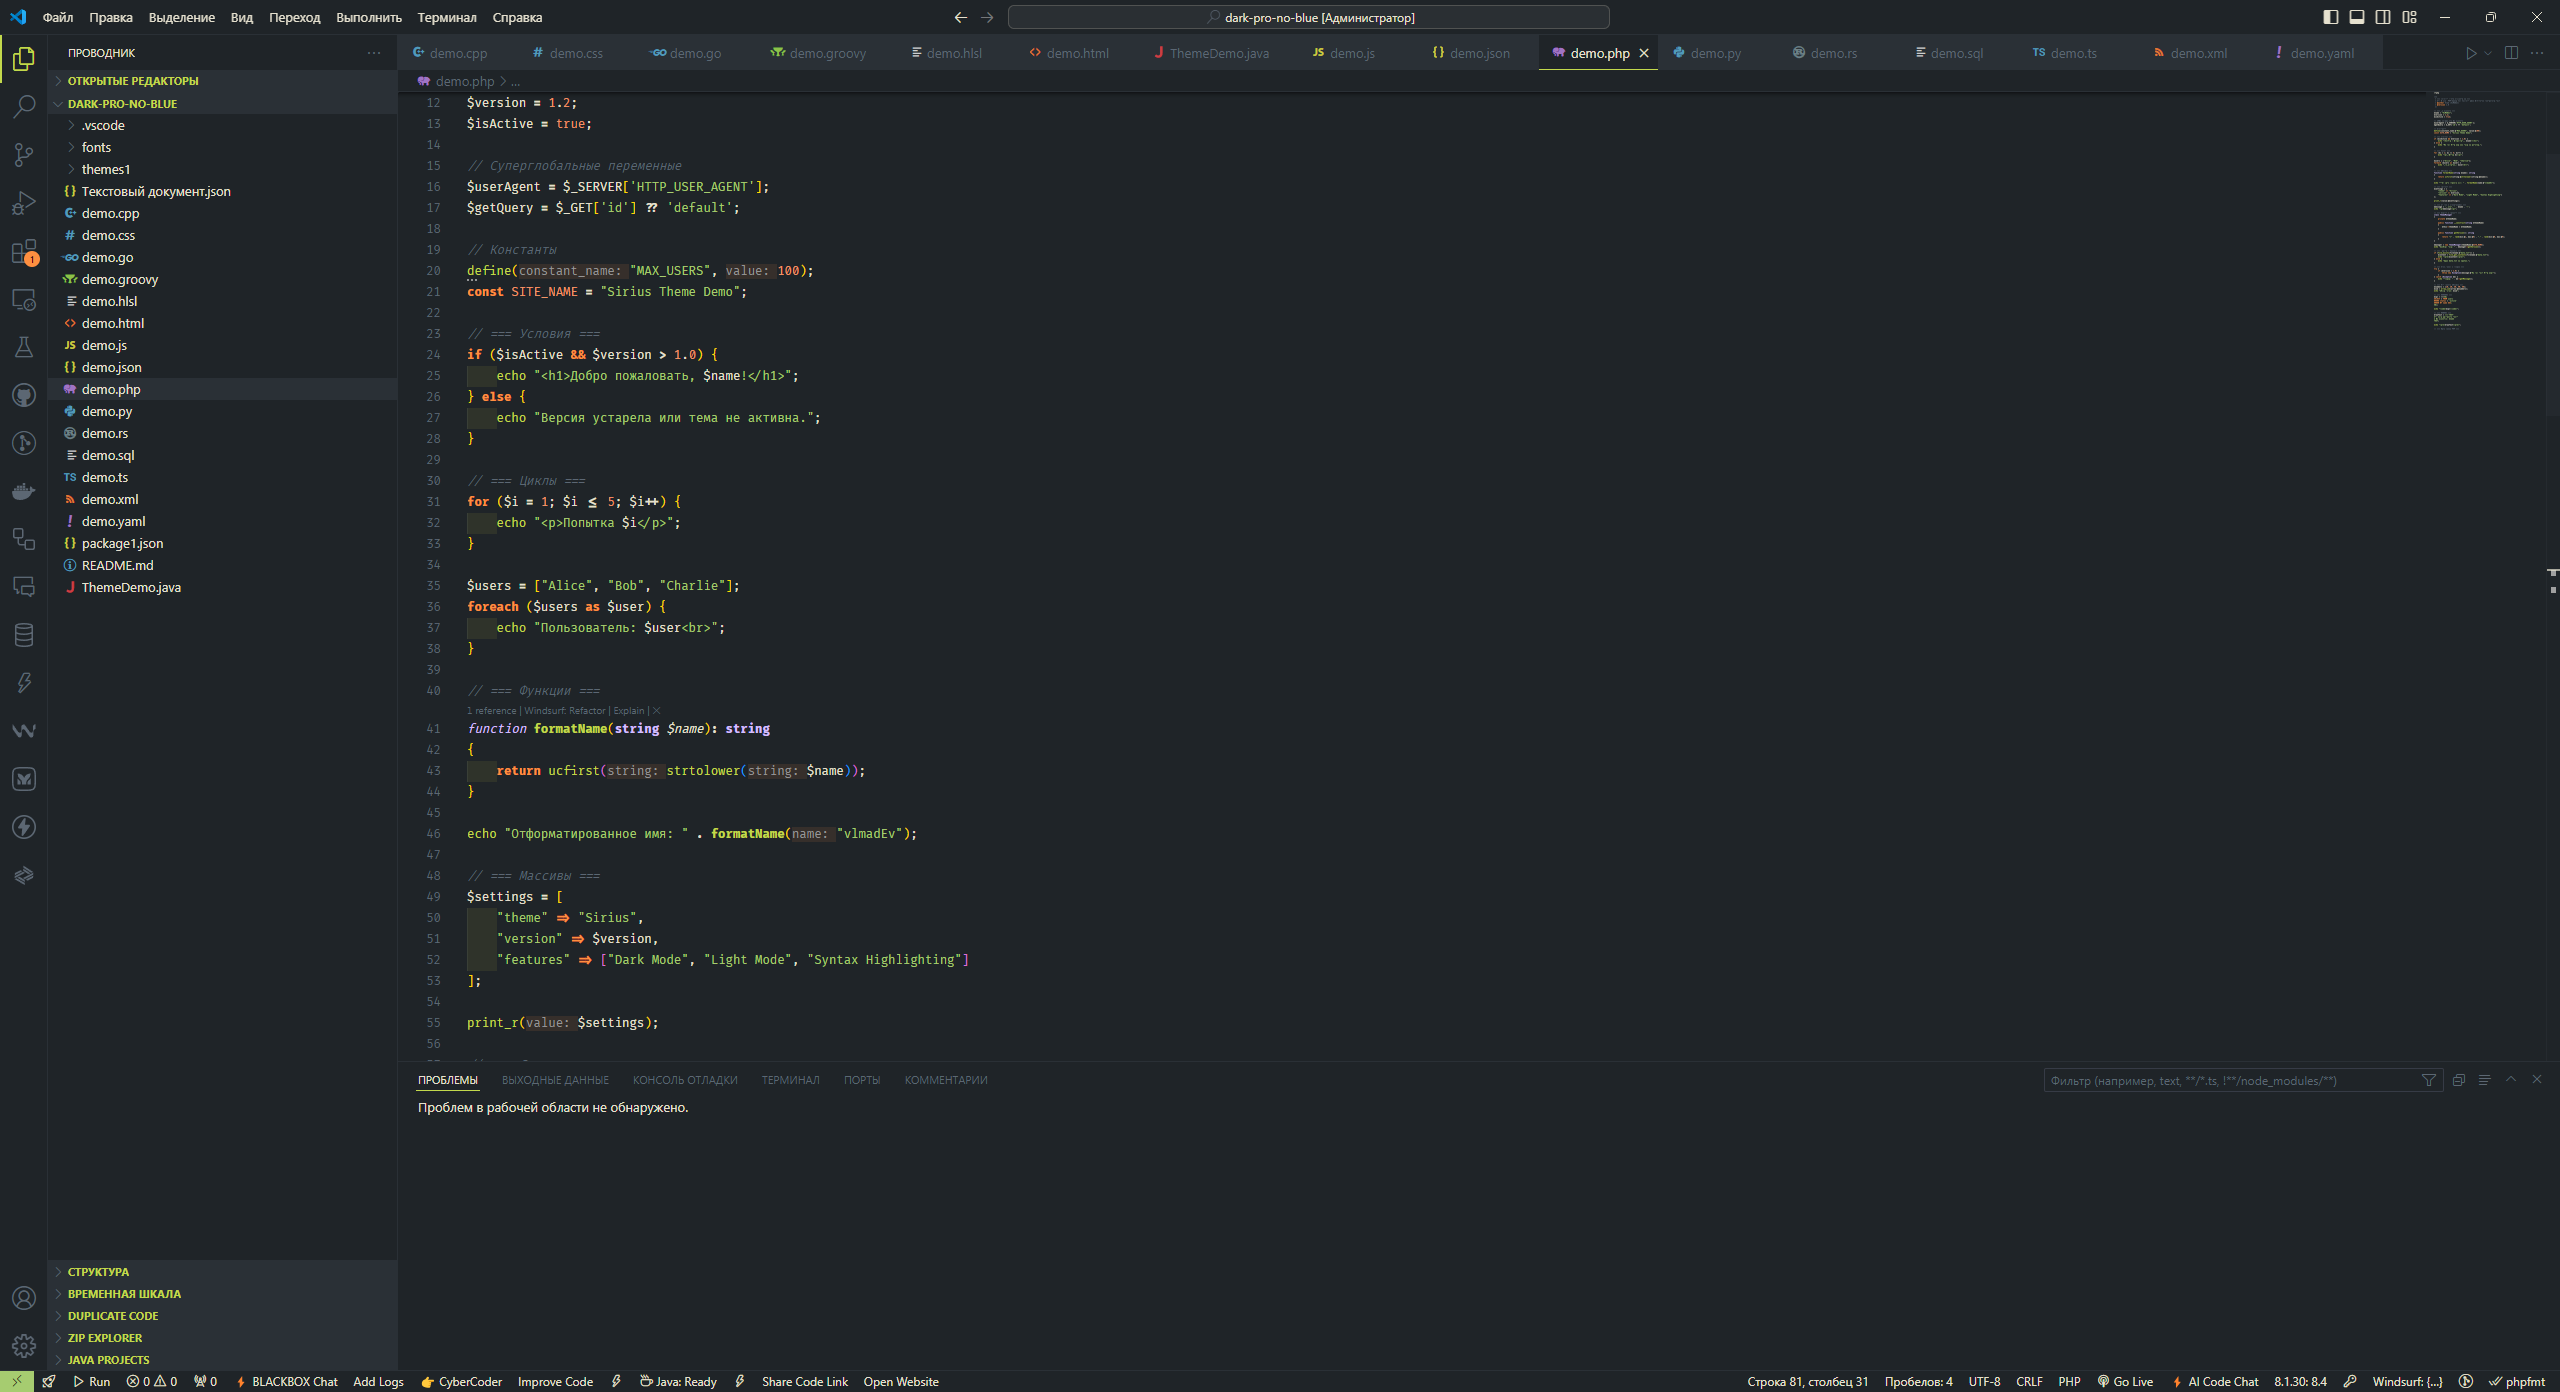 Файл Правка Выделение Вид Переход Выполнить Терминал Справка
dark-pro-no-blue [Администратор]
ПРОВОДНИК
ОТКРЫТЫЕ РЕДАКТОРЫ
DARK-PRO-NO-BLUE
.vscode
fonts
themes1
Текстовый документ.json
demo.cpp
demo.css
demo.go
demo.groovy
demo.hlsl
demo.html
demo.js
demo.json
demo.php
demo.py
demo.rs
demo.sql
demo.ts
demo.xml
demo.yaml
package1.json
README.md
ThemeDemo.java
СТРУКТУРА
ВРЕМЕННАЯ ШКАЛА
DUPLICATE CODE
ZIP EXPLORER
JAVA PROJECTS
demo.cpp demo.css demo.go demo.groovy demo.hlsl demo.html ThemeDemo.java demo.js demo.json demo.php demo.py demo.rs demo.sql demo.ts demo.xml demo.yaml
demo.php > ...
12 $version = 1.2;
13 $isActive = true;
14
15 // Суперглобальные переменные
16 $userAgent = $_SERVER['HTTP_USER_AGENT'];
17 $getQuery = $_GET['id'] ?? 'default';
18
19 // Константы
20 define(constant_name: "MAX_USERS", value: 100);
21 const SITE_NAME = "Sirius Theme Demo";
22
23 // === Условия ===
24 if ($isActive && $version > 1.0) {
25 echo "<h1>Добро пожаловать, $name!</h1>";
26 } else {
27 echo "Версия устарела или тема не активна.";
28 }
29
30 // === Циклы ===
31 for ($i = 1; $i ≤ 5; $i++) {
32 echo "<p>Попытка $i</p>";
33 }
34
35 $users = ["Alice", "Bob", "Charlie"];
36 foreach ($users as $user) {
37 echo "Пользователь: $user<br>";
38 }
39
40 // === Функции ===
1 reference | Windsurf: Refactor | Explain | ×
41 function formatName(string $name): string
42 {
43 return ucfirst(string: strtolower(string: $name));
44 }
45
46 echo "Отформатированное имя: " . formatName(name: "vlmadEv");
47
48 // === Массивы ===
49 $settings = [
50 "theme" => "Sirius",
51 "version" => $version,
52 "features" => ["Dark Mode", "Light Mode", "Syntax Highlighting"]
53 ];
54
55 print_r(value: $settings);
56
ПРОБЛЕМЫ ВЫХОДНЫЕ ДАННЫЕ КОНСОЛЬ ОТЛАДКИ ТЕРМИНАЛ ПОРТЫ КОММЕНТАРИИ
Фильтр (например, text, **/*.ts, !**/node_modules/**)
Проблем в рабочей области не обнаружено.
Run 0 0 0 BLACKBOX Chat Add Logs CyberCoder Improve Code Java: Ready Share Code Link Open Website Строка 81, столбец 31 Пробелов: 4 UTF-8 CRLF PHP Go Live AI Code Chat 8.1.30: 8.4 Windsurf: {...} phpfmt